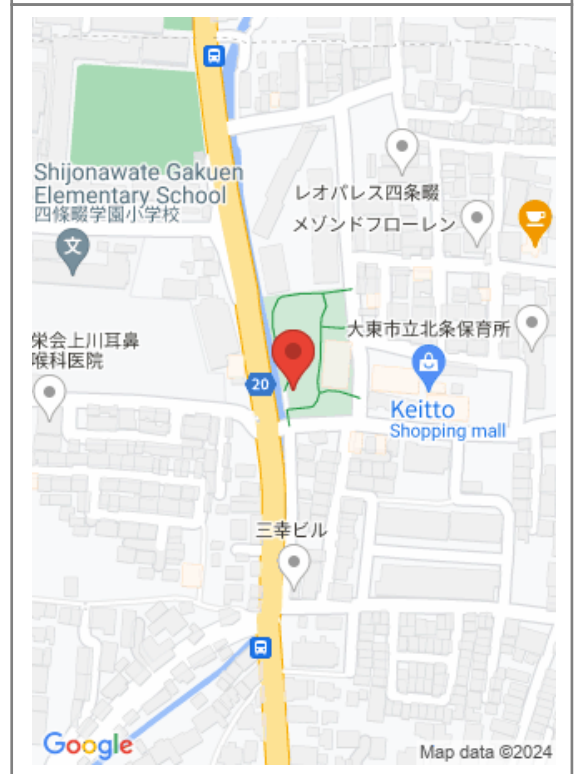 Shijonawate Gakuen
Elementary School
四條畷学園小学校
文
レオパレス四条畷
メゾンドフローレン
栄会上川耳鼻
喉科医院
大東市立北条保育所
20
Keitto
Shopping mall
三幸ビル
Google
Map data ©2024